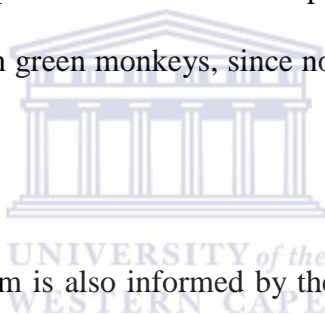 n green monkeys, since no
UNIVERSITY of the
m is also informed by the
WESTERN CAPE